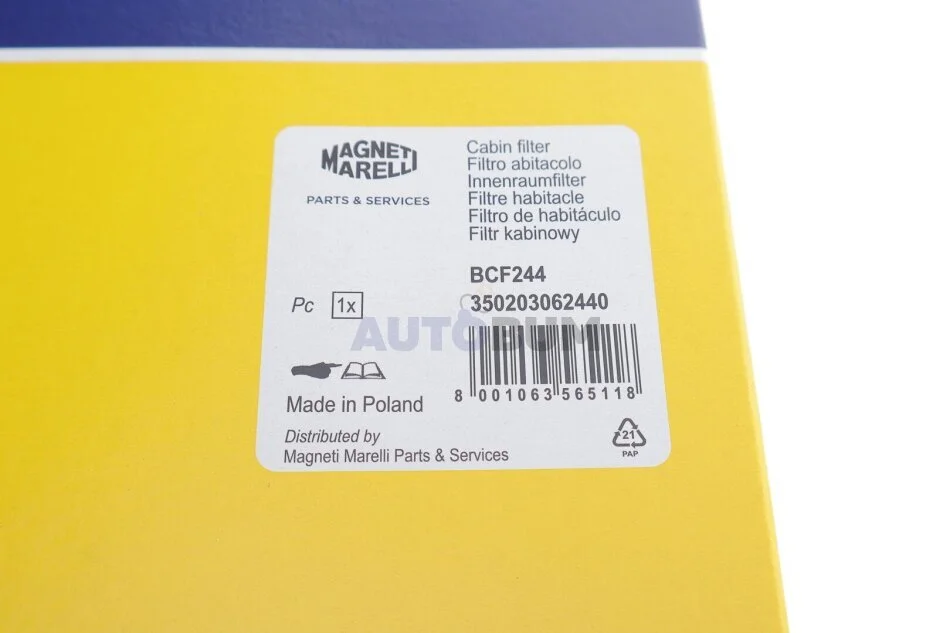 MAGNETI
MARELLI
PARTS & SERVICES
Cabin filter
Filtro abitacolo
Innenraumfilter
Filtre habitacle
Filtro de habitáculo
Filtr kabinowy
BCF244
350203062440
Pc 1x
AUTOBUM
8 001063 565118
Made in Poland
Distributed by
Magneti Marelli Parts & Services
21
PAP